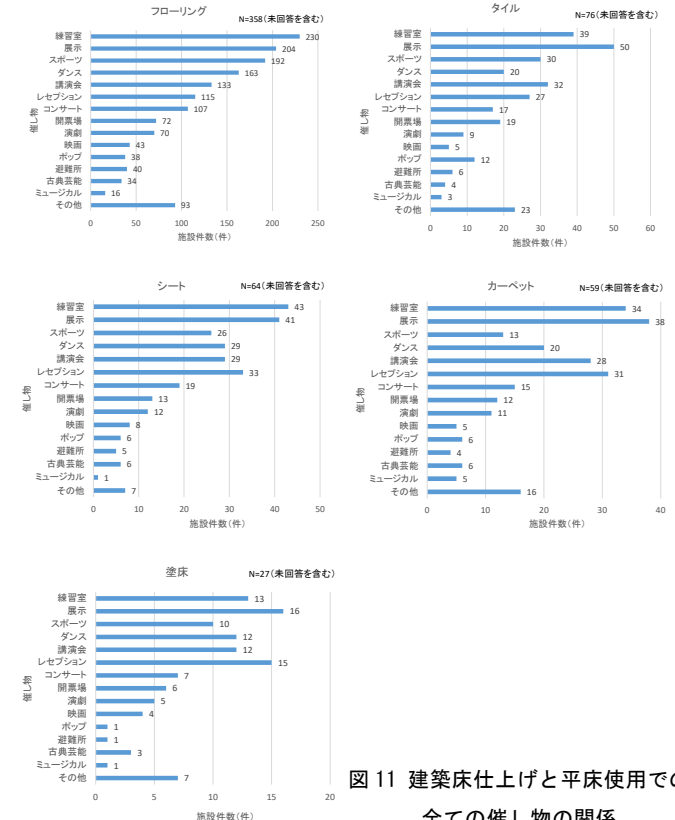 フローリング
N=358(未回答を含む)
催し物
練習室 230
展示 204
スポーツ 192
ダンス 163
講演会 133
レセプション 115
コンサート 107
開票場 72
演劇 70
映画 43
ポップ 38
避難所 40
古典芸能 34
ミュージカル 16
その他 93
0 50 100 150 200 250
施設件数(件)
タイル
N=76(未回答を含む)
催し物
練習室 39
展示 50
スポーツ 30
ダンス 20
講演会 32
レセプション 27
コンサート 17
開票場 19
演劇 9
映画 5
ポップ 12
避難所 6
古典芸能 4
ミュージカル 3
その他 23
0 10 20 30 40 50 60
施設件数(件)
シート
N=64(未回答を含む)
催し物
練習室 43
展示 41
スポーツ 26
ダンス 29
講演会 29
レセプション 33
コンサート 19
開票場 13
演劇 12
映画 8
ポップ 6
避難所 5
古典芸能 6
ミュージカル 1
その他 7
0 10 20 30 40 50
施設件数(件)
カーペット
N=59(未回答を含む)
催し物
練習室 34
展示 38
スポーツ 13
ダンス 20
講演会 28
レセプション 31
コンサート 15
開票場 12
演劇 11
映画 5
ポップ 6
避難所 4
古典芸能 6
ミュージカル 5
その他 16
0 10 20 30 40
施設件数(件)
塗床
N=27(未回答を含む)
催し物
練習室 13
展示 16
スポーツ 10
ダンス 12
講演会 12
レセプション 15
コンサート 7
開票場 6
演劇 5
映画 4
ポップ 1
避難所 1
古典芸能 3
ミュージカル 1
その他 7
0 5 10 15 20
施設件数(件)
図11 建築床仕上げと平床使用での
全ての催し物の関係